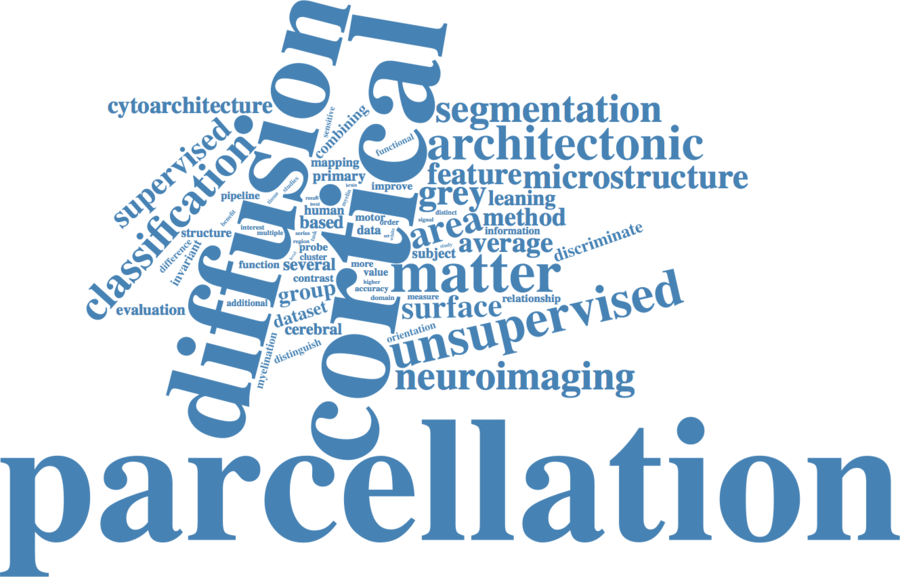 diffusion
cortical
cytoarchitecture
segmentation
sensitive
combining
supervised
architectonic
functional
classification
mapping
feature
microstructure
primary
studies
improve
grey
leaning
pipeline
human
area
method
benefit
motor
order
distinct
based
signal
interest
data
information
structure
multiple
series
region
average
discriminate
difference
probe
study
invariant
cluster
subject
function
several
more
matter
value
contrast
higher
accuracy
group
domain
measure
relationship
additional
surface
evaluation
dataset
unsupervised
cerebral
orientation
distinguish
myelination
neuroimaging
parcellation